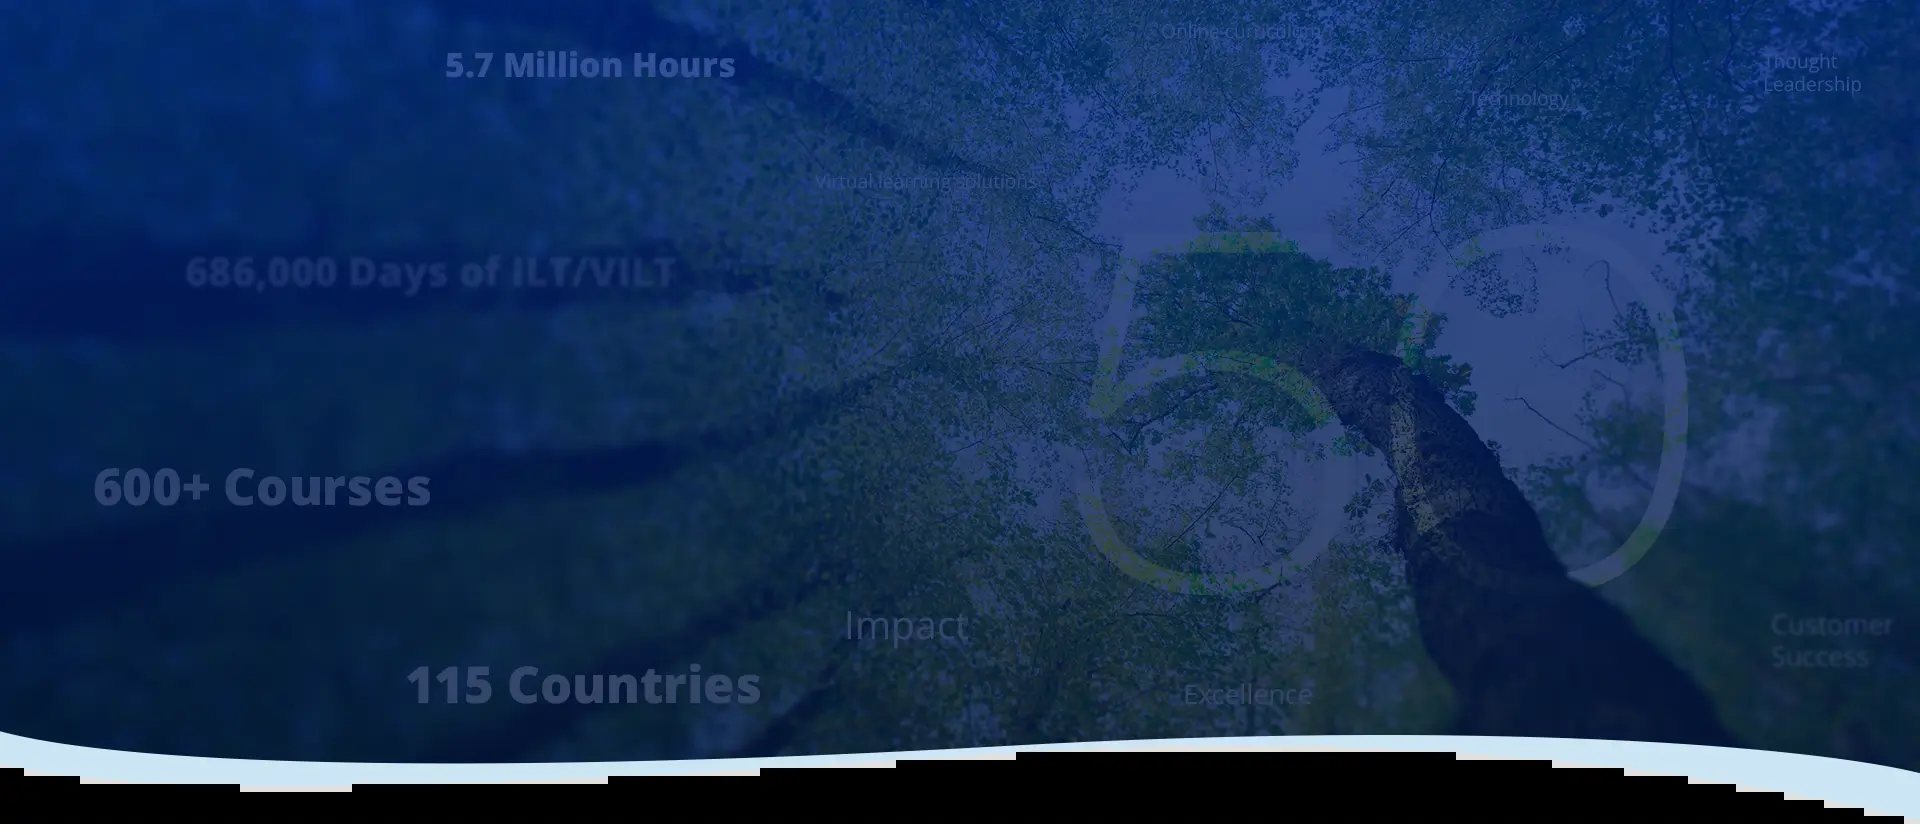 Online curriculum
5.7 Million Hours
Thought
Leadership
Technology
Virtual learning solutions
686,000 Days of ILT/VILT
50
600+ Courses
Impact
Customer
Success
115 Countries
Excellence